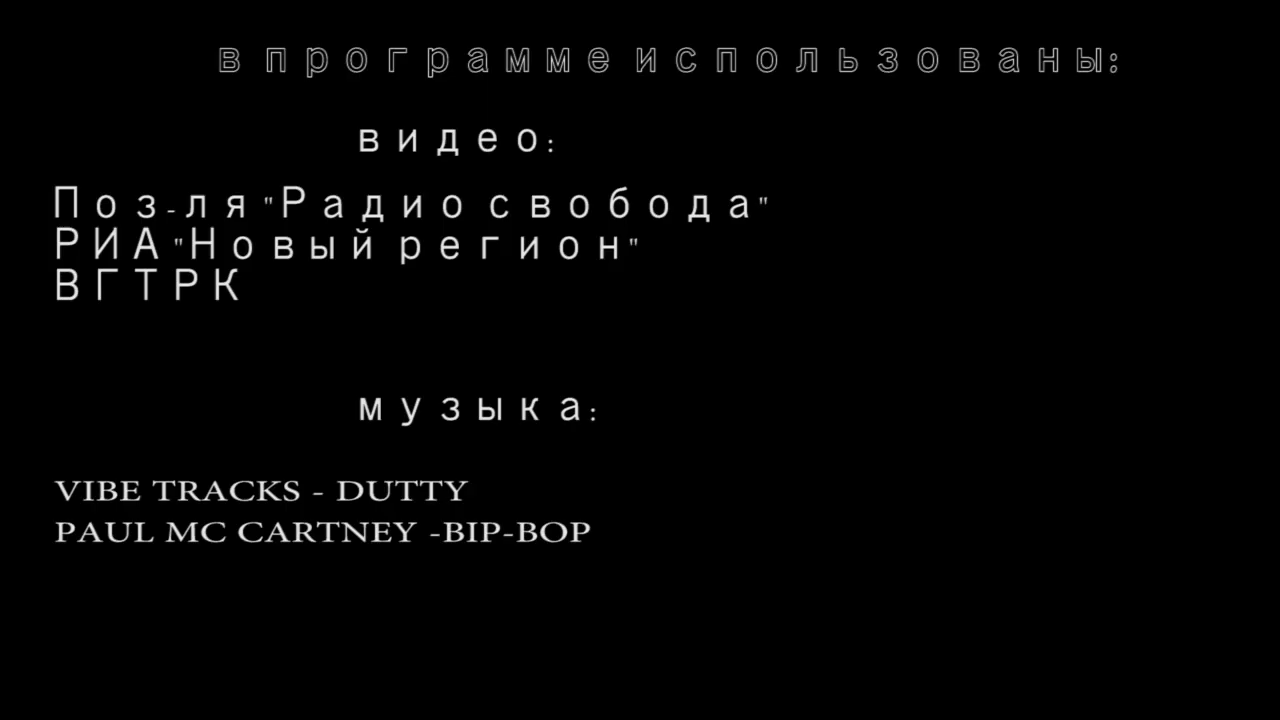 в программе использованы:
видео:
Поз-ля "Радио свобода"
РИА "Новый регион"
ВГТРК
музыка:
VIBE TRACKS - DUTTY
PAUL MC CARTNEY -BIP-BOP